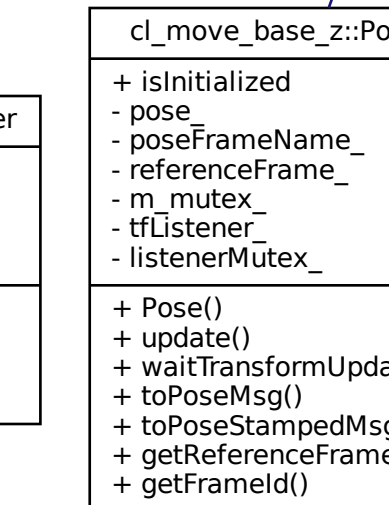 cl_move_base_z::Po
er
+ isInitialized
- pose_
- poseFrameName_
- referenceFrame_
- m_mutex_
- tfListener_
- listenerMutex_
+ Pose()
+ update()
+ waitTransformUpda
+ toPoseMsg()
+ toPoseStampedMsg
+ getReferenceFrame
+ getFrameId()